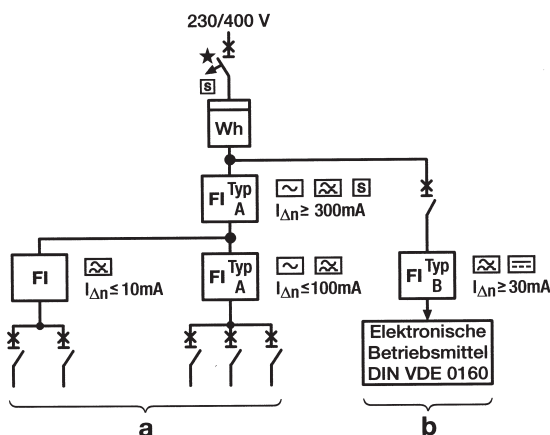 230/400 V
S
Wh
FI Typ A
S
IΔn≥ 300mA
FI
IΔn≤10mA
FI Typ A
IΔn≤100mA
FI Typ B
IΔn≥30mA
Elektronische
Betriebsmittel
DIN VDE 0160
a
b